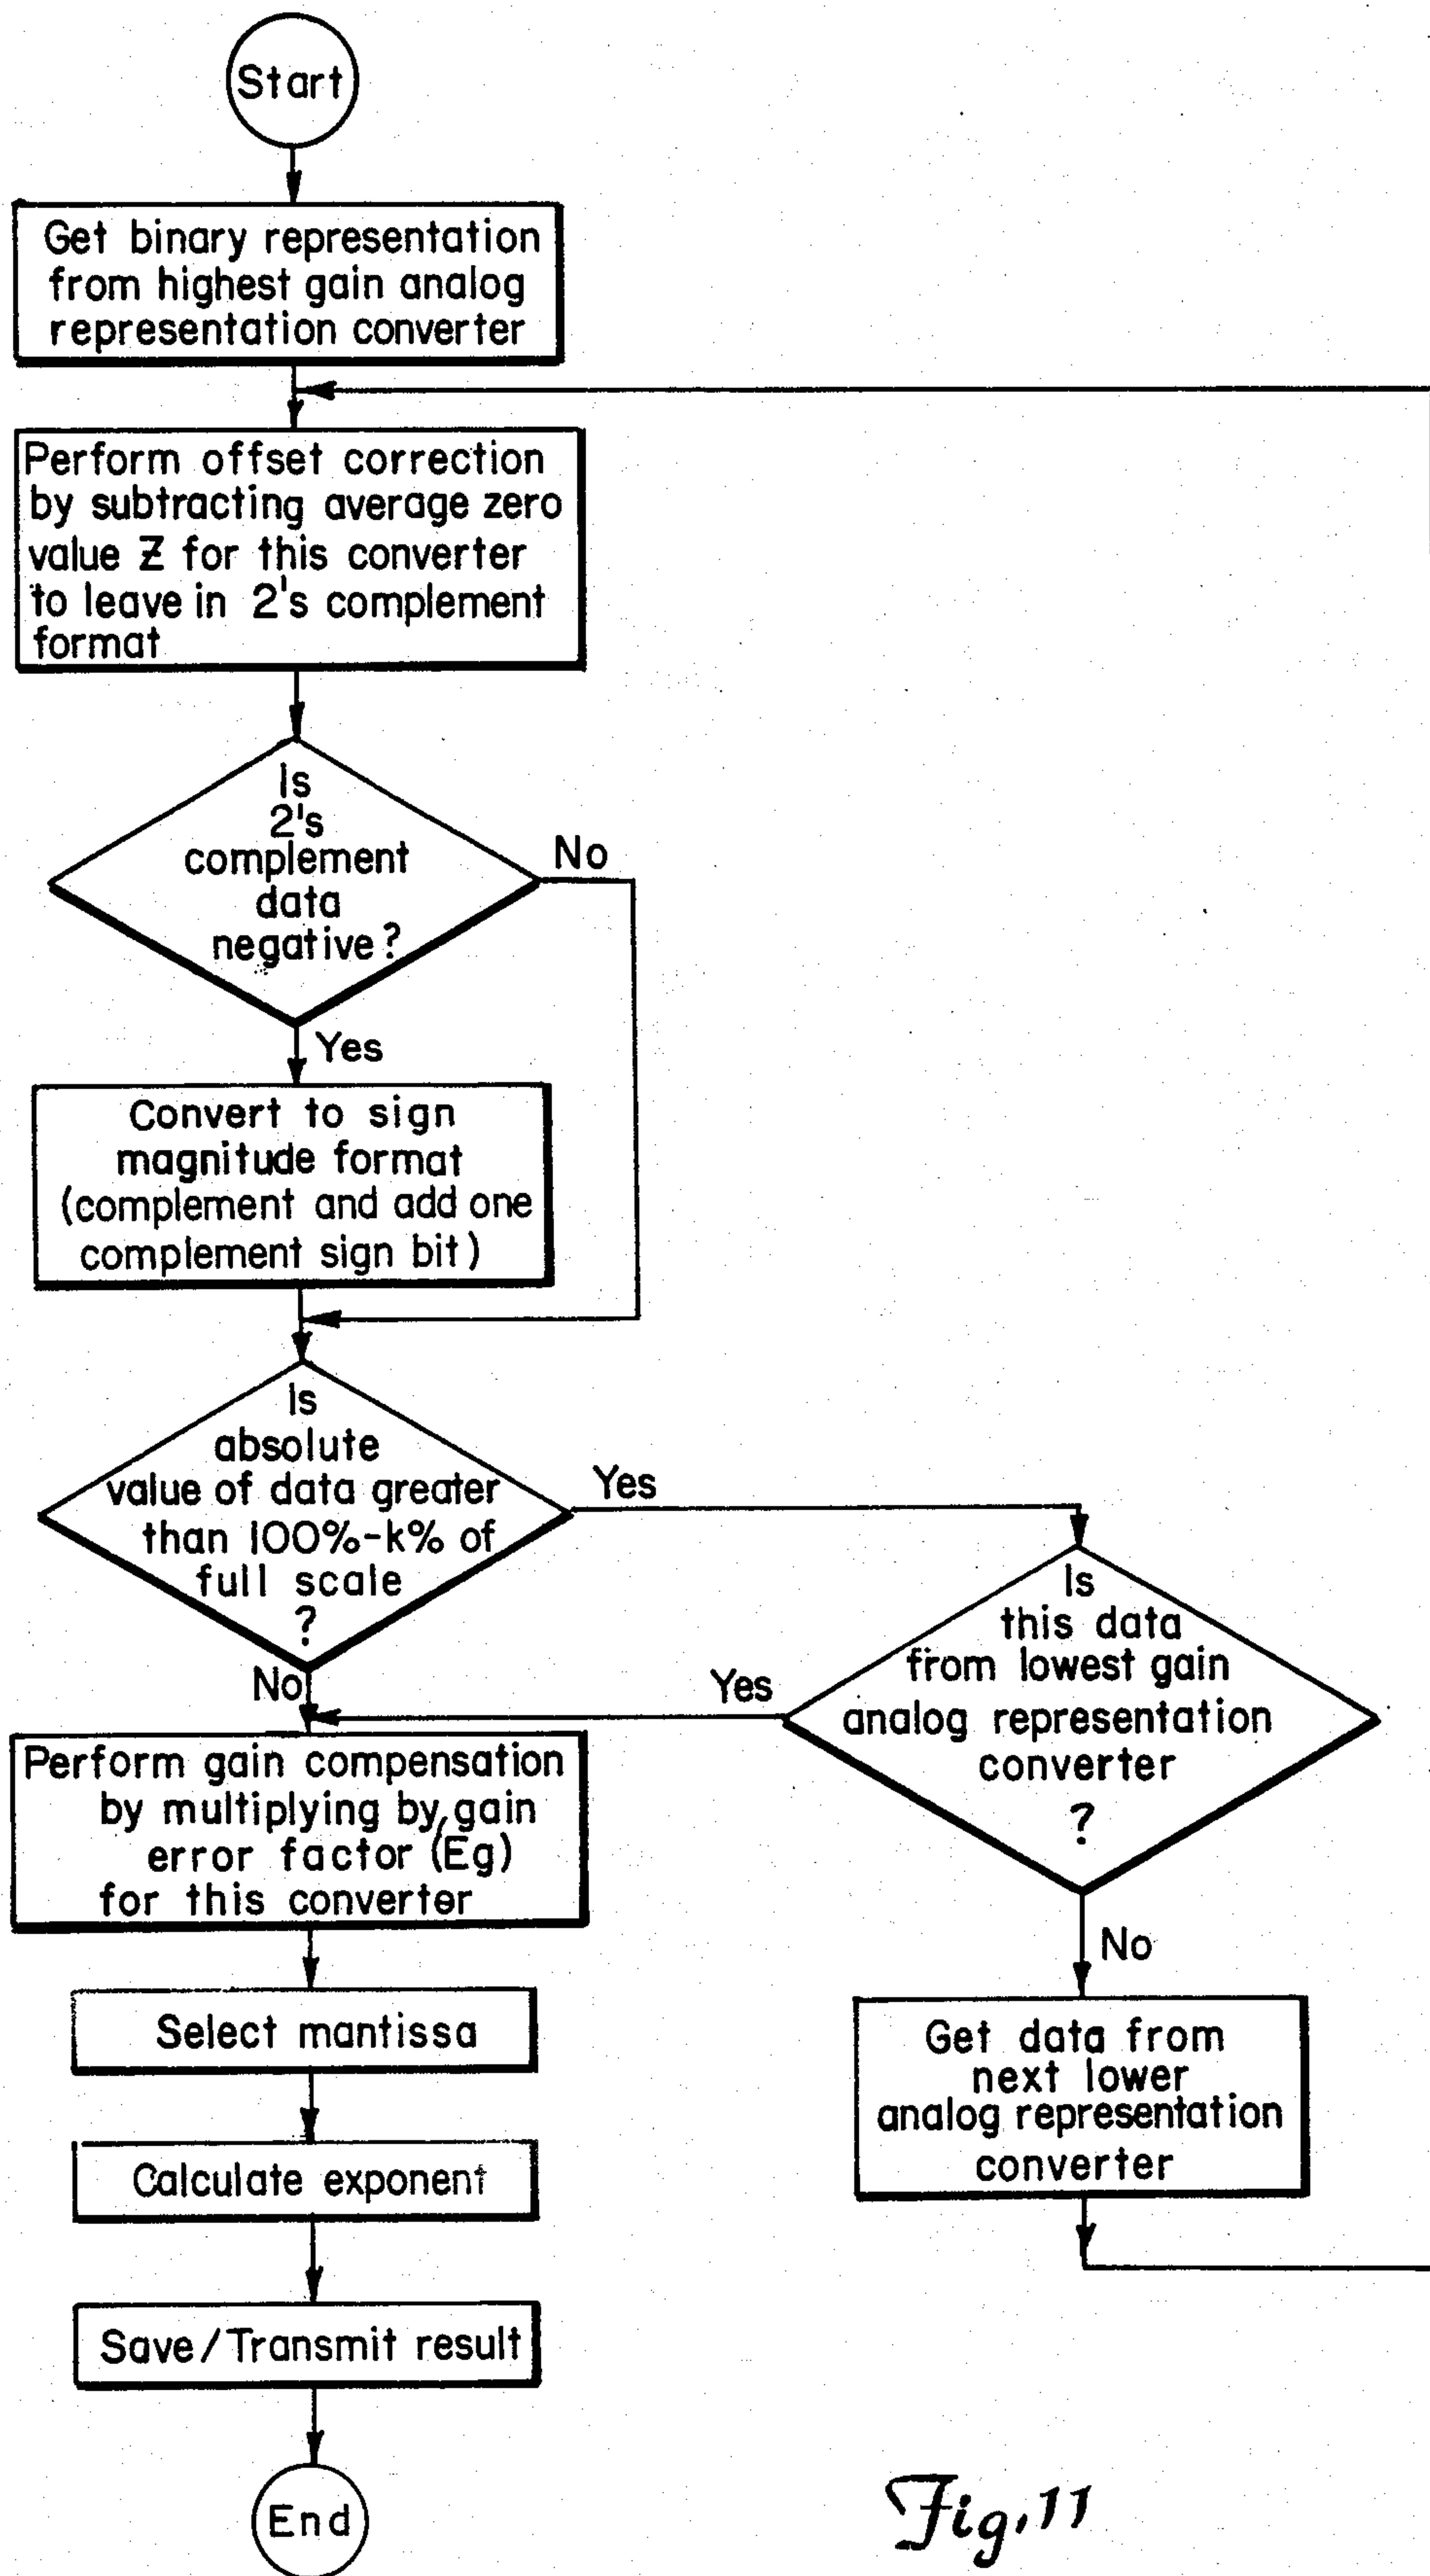 Start
Get binary representation
from highest gain analog
representation converter
Perform offset correction
by subtracting average zero
value Z for this converter
to leave in 2's complement
format
Is
2's
complement
data
negative?
No
Yes
Convert to sign
magnitude format
(complement and add one
complement sign bit)
Is
absolute
value of data greater
than 100%-k% of
full scale
?
Yes
No
Is
this data
from lowest gain
analog representation
converter
?
Yes
No
Perform gain compensation
by multiplying by gain
error factor (Eg)
for this converter
Get data from
next lower
analog representation
converter
Select mantissa
Calculate exponent
Save/Transmit result
End
Fig. 11